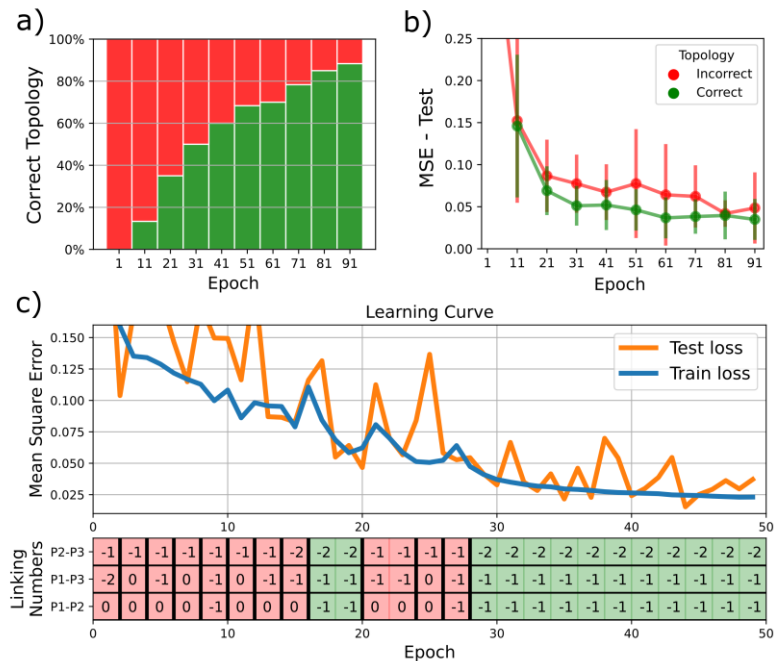 a)
100%
80%
60%
40%
20%
0%
Correct Topology
1 11 21 31 41 51 61 71 81 91
Epoch
b)
0.25
0.20
0.15
0.10
0.05
0.00
MSE - Test
Topology
Incorrect
Correct
1 11 21 31 41 51 61 71 81 91
Epoch
c)
Learning Curve
0.150
0.125
0.100
0.075
0.050
0.025
Mean Square Error
Test loss
Train loss
0 10 20 30 40 50
Linking
Numbers
P2-P3 -1 -1 -1 -1 -1 -1 -1 -2 -2 -2 -1 -1 -1 -1 -2 -2 -2 -2 -2 -2 -2 -2 -2 -2 -2
P1-P3 -2 0 -1 0 -1 0 -1 -1 -1 -1 -1 -1 0 -1 -1 -1 -1 -1 -1 -1 -1 -1 -1 -1 -1
P1-P2 0 0 0 0 -1 0 0 0 -1 -1 0 0 0 -1 -1 -1 -1 -1 -1 -1 -1 -1 -1 -1 -1
0 10 20 30 40 50
Epoch